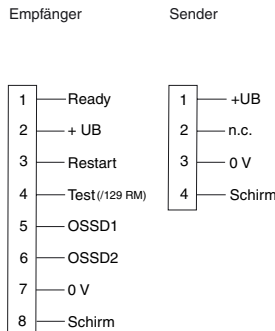 Empfänger
1 Ready
2 + UB
3 Restart
4 Test (/129 RM)
5 OSSD1
6 OSSD2
7 0 V
8 Schirm
Sender
1 +UB
2 n.c.
3 0 V
4 Schirm